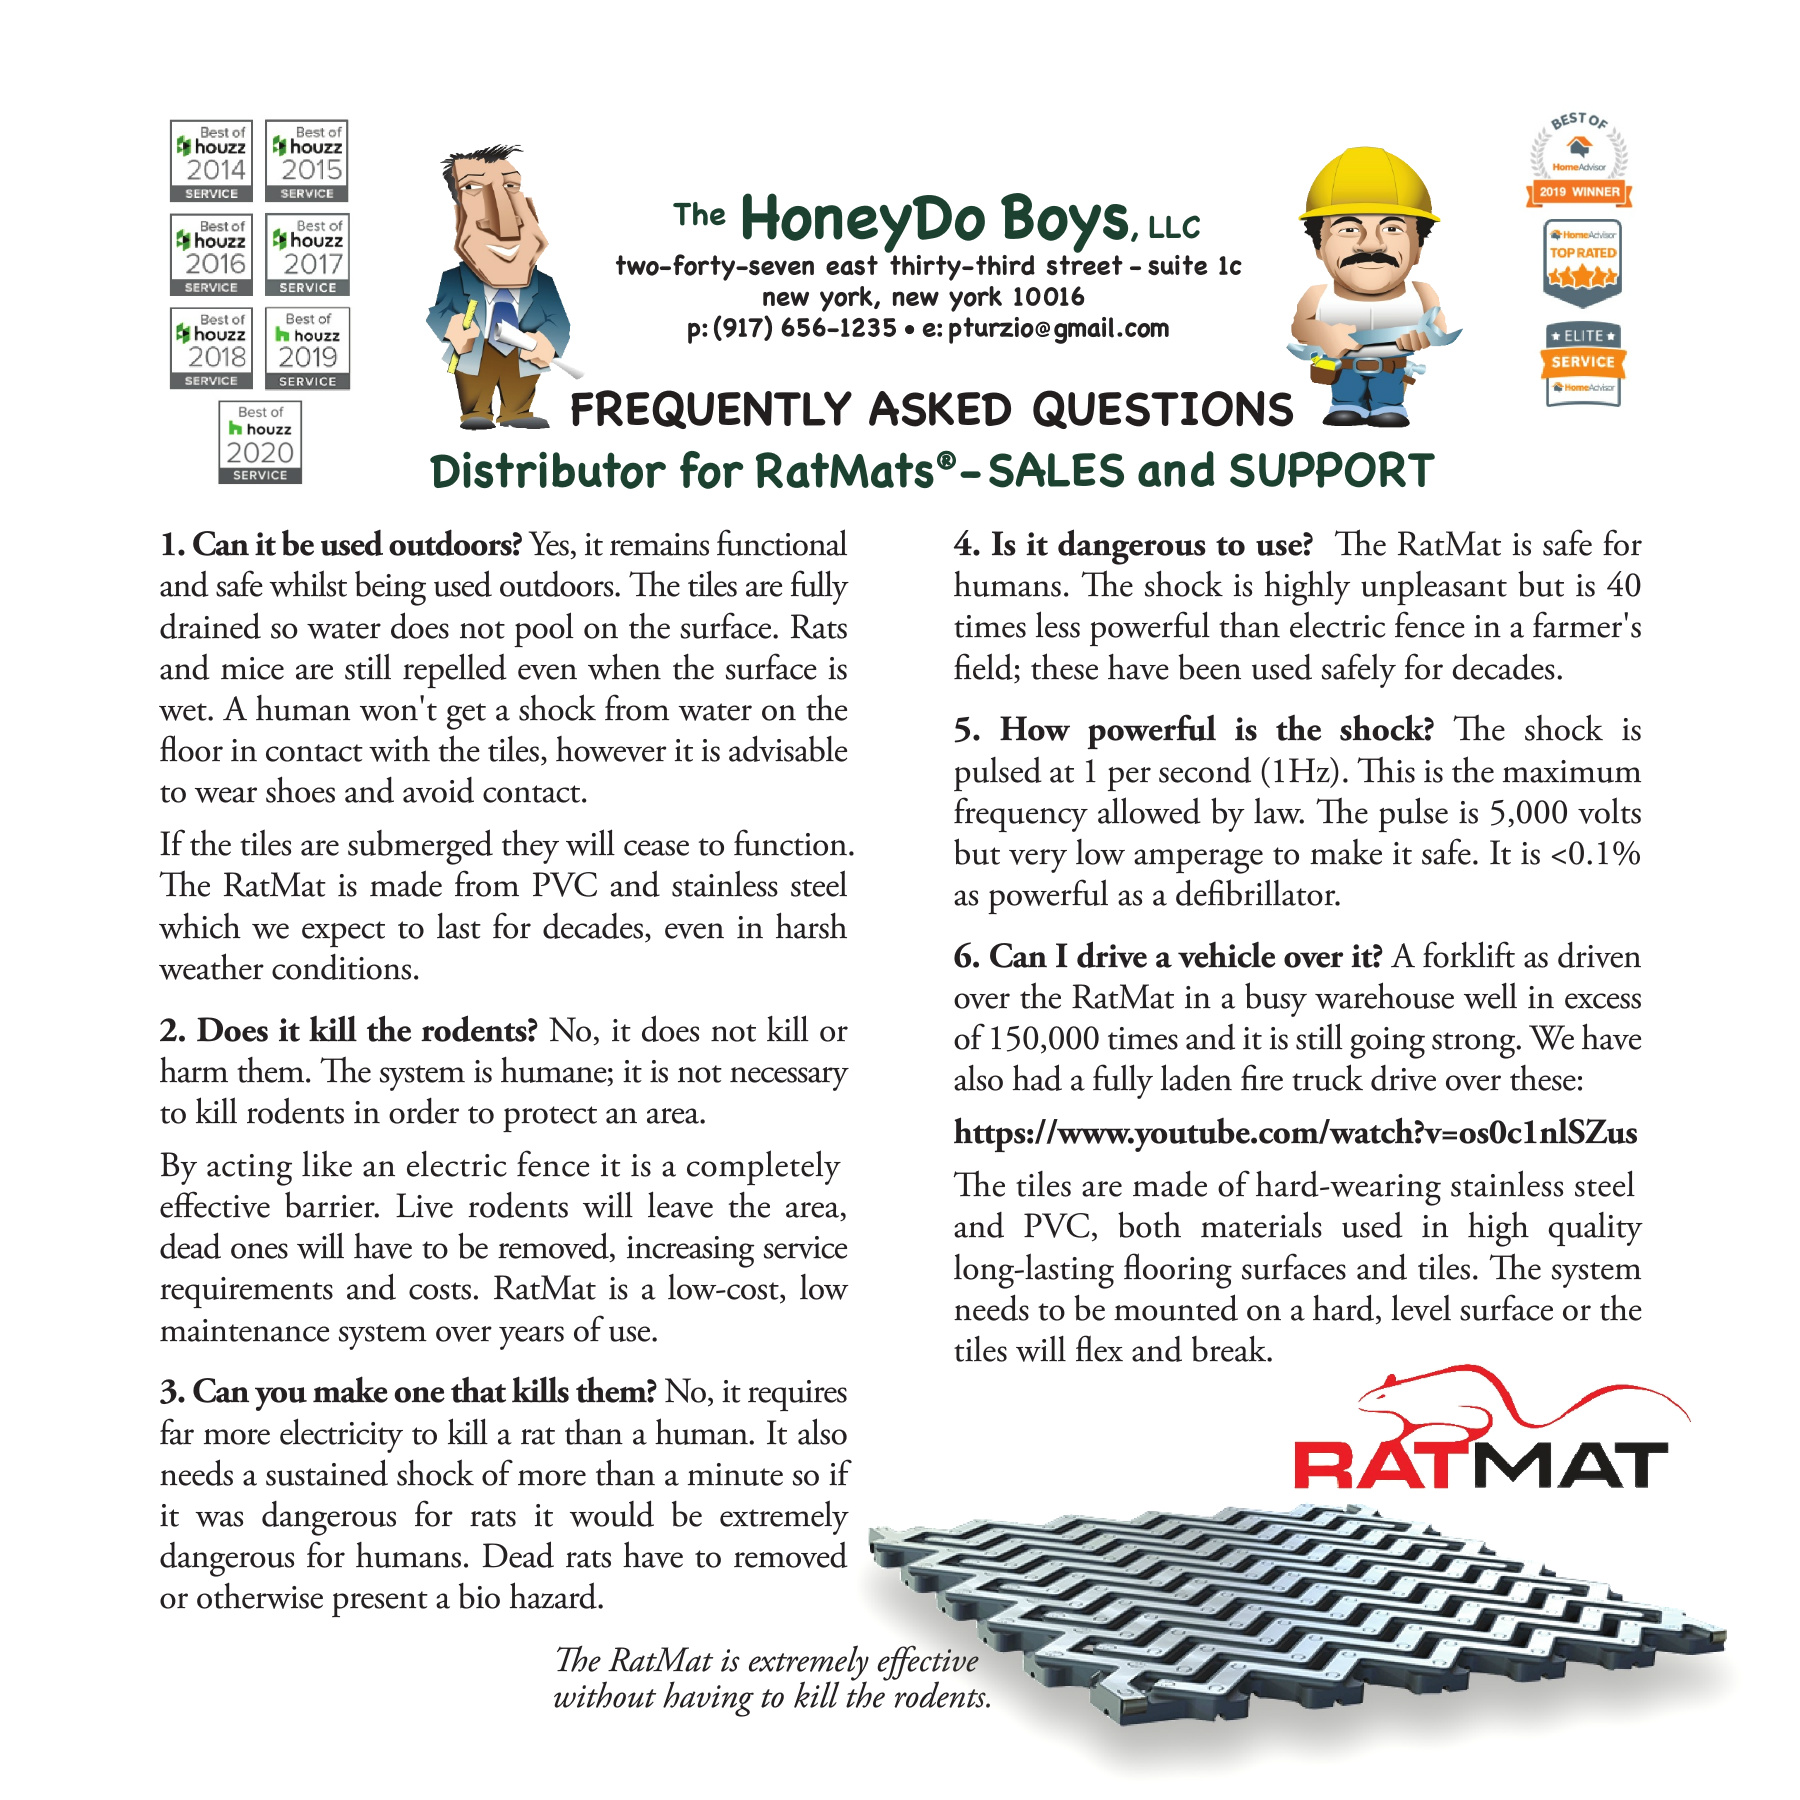 Best of
houzz
2014
SERVICE
Best of
houzz
2015
SERVICE
Best of
houzz
2016
SERVICE
Best of
houzz
2017
SERVICE
Best of
houzz
2018
SERVICE
Best of
houzz
2019
SERVICE
Best of
houzz
2020
SERVICE
The HoneyDo Boys, LLC
two-forty-seven east thirty-third street - suite 1c
new york, new york 10016
p: (917) 656-1235 • e: pturzio@gmail.com
FREQUENTLY ASKED QUESTIONS
Distributor for RatMats® - SALES and SUPPORT
BEST OF
HomeAdvisor
2019 WINNER
HomeAdvisor
TOP RATED
ELITE
SERVICE
HomeAdvisor
1. Can it be used outdoors? Yes, it remains functional
and safe whilst being used outdoors. The tiles are fully
drained so water does not pool on the surface. Rats
and mice are still repelled even when the surface is
wet. A human won't get a shock from water on the
floor in contact with the tiles, however it is advisable
to wear shoes and avoid contact.
If the tiles are submerged they will cease to function.
The RatMat is made from PVC and stainless steel
which we expect to last for decades, even in harsh
weather conditions.
2. Does it kill the rodents? No, it does not kill or
harm them. The system is humane; it is not necessary
to kill rodents in order to protect an area.
By acting like an electric fence it is a completely
effective barrier. Live rodents will leave the area,
dead ones will have to be removed, increasing service
requirements and costs. RatMat is a low-cost, low
maintenance system over years of use.
3. Can you make one that kills them? No, it requires
far more electricity to kill a rat than a human. It also
needs a sustained shock of more than a minute so if
it was dangerous for rats it would be extremely
dangerous for humans. Dead rats have to removed
or otherwise present a bio hazard.
4. Is it dangerous to use? The RatMat is safe for
humans. The shock is highly unpleasant but is 40
times less powerful than electric fence in a farmer's
field; these have been used safely for decades.
5. How powerful is the shock? The shock is
pulsed at 1 per second (1Hz). This is the maximum
frequency allowed by law. The pulse is 5,000 volts
but very low amperage to make it safe. It is <0.1%
as powerful as a defibrillator.
6. Can I drive a vehicle over it? A forklift as driven
over the RatMat in a busy warehouse well in excess
of 150,000 times and it is still going strong. We have
also had a fully laden fire truck drive over these:
https://www.youtube.com/watch?v=os0c1nlSZus
The tiles are made of hard-wearing stainless steel
and PVC, both materials used in high quality
long-lasting flooring surfaces and tiles. The system
needs to be mounted on a hard, level surface or the
tiles will flex and break.
RATMAT
The RatMat is extremely effective
without having to kill the rodents.